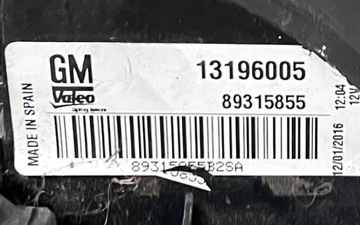 GM
13196005
Valeo
89315855
MADE IN SPAIN
89315855B2SA
12/01/2016 12:04
12V